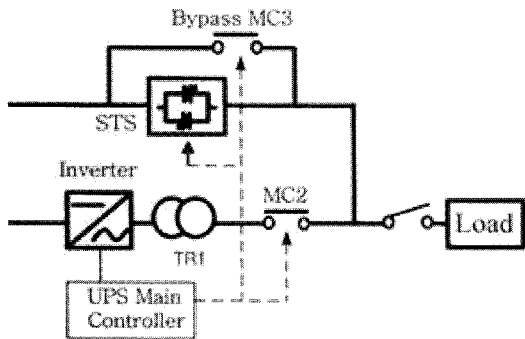 Bypass MC3
STS
Inverter
MC2
TR1
Load
UPS Main
Controller